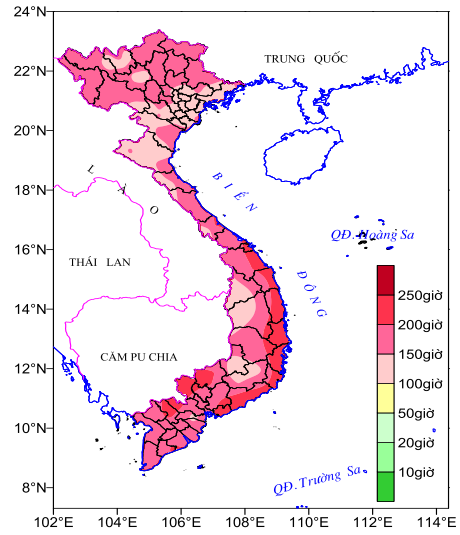 24°N
22°N
20°N
18°N
16°N
14°N
12°N
10°N
8°N
102°E 104°E 106°E 108°E 110°E 112°E 114°E
TRUNG QUỐC
LÀO
BIỂN
ĐÔNG
QĐ. Hoàng Sa
THÁI LAN
CĂM PU CHIA
QĐ. Trường Sa
250giờ
200giờ
150giờ
100giờ
50giờ
20giờ
10giờ